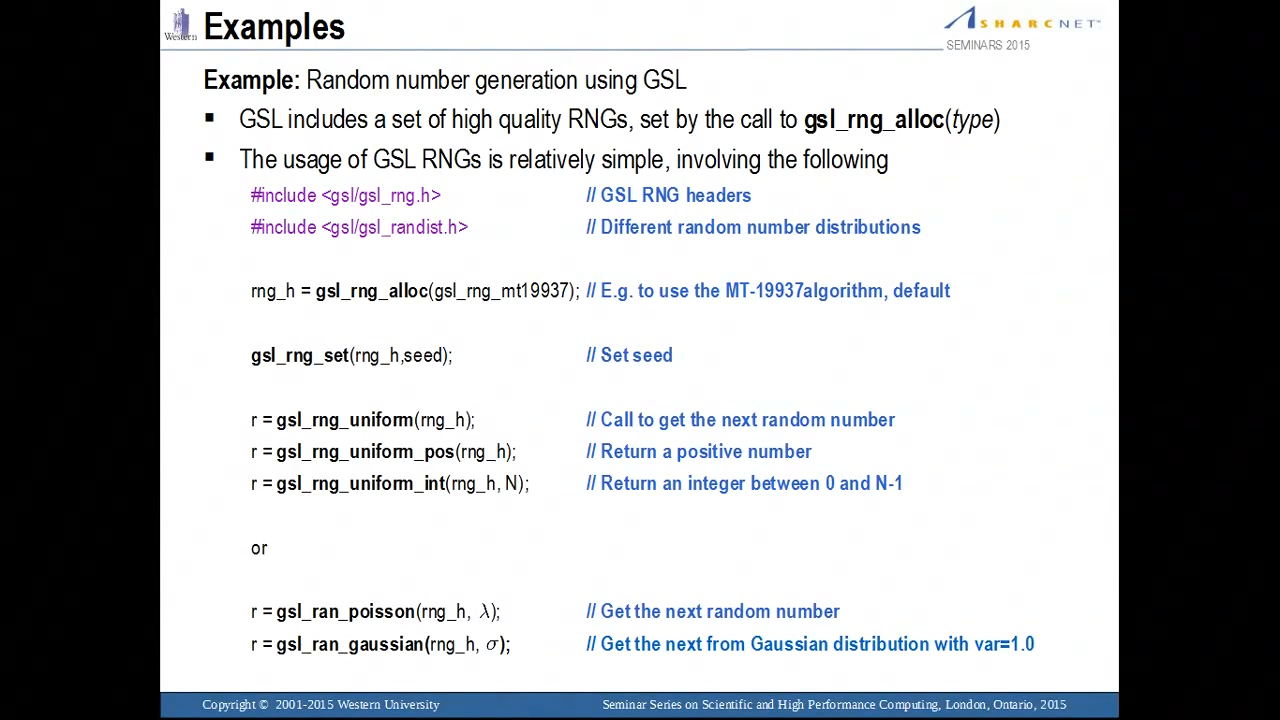 Western
Examples
SHARCNET™
SEMINARS 2015
Example: Random number generation using GSL
▪ GSL includes a set of high quality RNGs, set by the call to gsl_rng_alloc(type)
▪ The usage of GSL RNGs is relatively simple, involving the following
#include <gsl/gsl_rng.h> // GSL RNG headers
#include <gsl/gsl_randist.h> // Different random number distributions
rng_h = gsl_rng_alloc(gsl_rng_mt19937); // E.g. to use the MT-19937algorithm, default
gsl_rng_set(rng_h,seed); // Set seed
r = gsl_rng_uniform(rng_h); // Call to get the next random number
r = gsl_rng_uniform_pos(rng_h); // Return a positive number
r = gsl_rng_uniform_int(rng_h, N); // Return an integer between 0 and N-1
or
r = gsl_ran_poisson(rng_h, λ); // Get the next random number
r = gsl_ran_gaussian(rng_h, σ); // Get the next from Gaussian distribution with var=1.0
Copyright © 2001-2015 Western University
Seminar Series on Scientific and High Performance Computing, London, Ontario, 2015